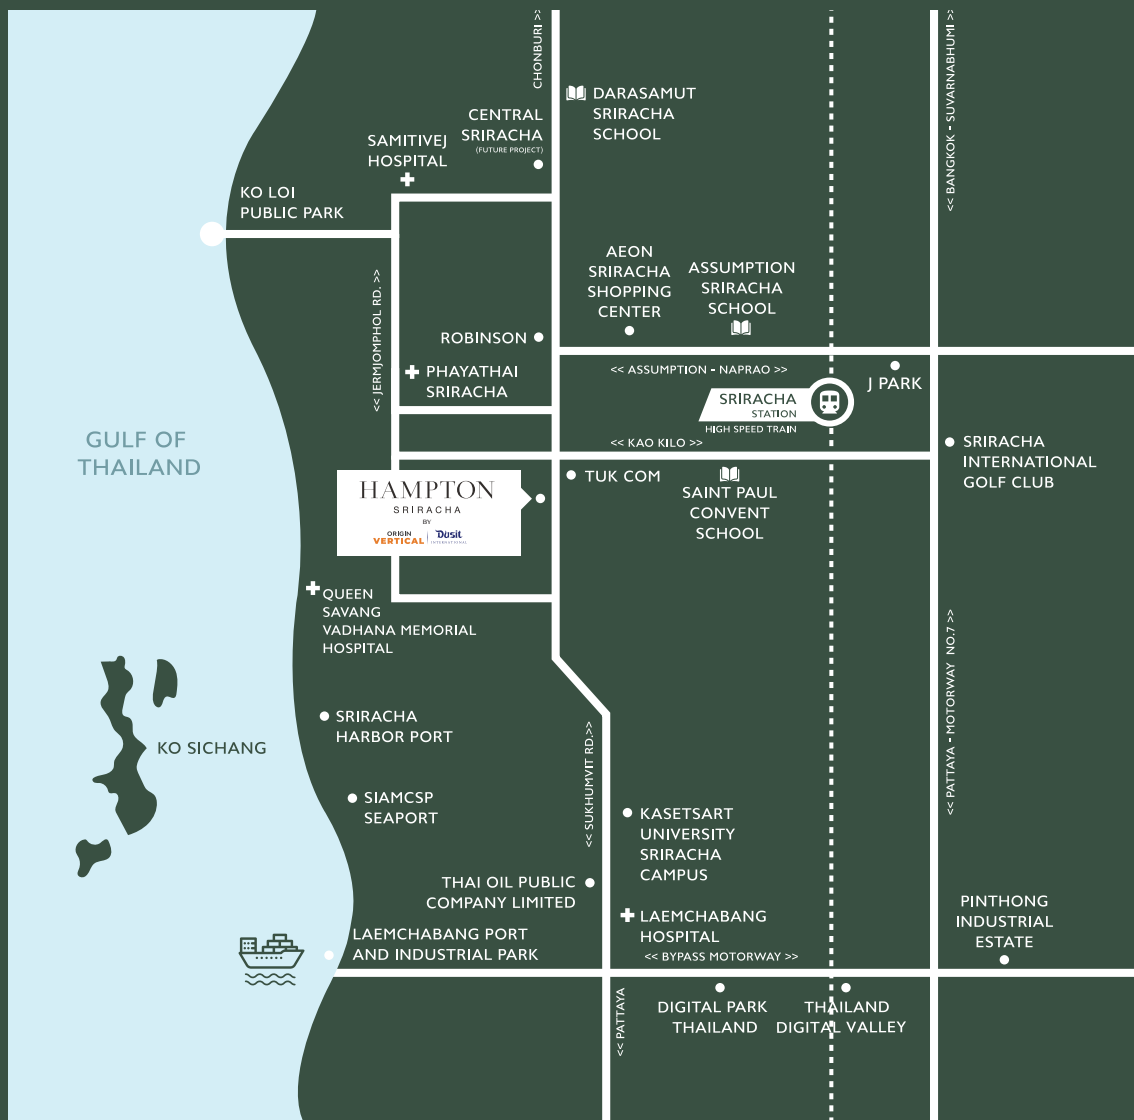 CHONBURI >>
<< BANGKOK - SUVARNABHUMI >>
DARASAMUT
SRIRACHA
SCHOOL
CENTRAL
SRIRACHA
(FUTURE PROJECT)
SAMITIVEJ
HOSPITAL
KO LOI
PUBLIC PARK
AEON
SRIRACHA
SHOPPING
CENTER
ASSUMPTION
SRIRACHA
SCHOOL
<< JERMJOMPHOL RD. >>
ROBINSON
PHAYATHAI
SRIRACHA
<< ASSUMPTION - NAPRAO >>
J PARK
SRIRACHA
STATION
HIGH SPEED TRAIN
<< KAO KILO >>
GULF OF
THAILAND
SRIRACHA
INTERNATIONAL
GOLF CLUB
TUK COM
HAMPTON
SRIRACHA
BY
ORIGIN
VERTICAL
Dusit
INTERNATIONAL
SAINT PAUL
CONVENT
SCHOOL
QUEEN
SAVANG
VADHANA MEMORIAL
HOSPITAL
<< PATTAYA - MOTORWAY NO.7 >>
SRIRACHA
HARBOR PORT
KO SICHANG
<< SUKHUMVIT RD.>>
SIAMCSP
SEAPORT
KASETSART
UNIVERSITY
SRIRACHA
CAMPUS
THAI OIL PUBLIC
COMPANY LIMITED
LAEMCHABANG
HOSPITAL
PINTHONG
INDUSTRIAL
ESTATE
LAEMCHABANG PORT
AND INDUSTRIAL PARK
<< BYPASS MOTORWAY >>
<< PATTAYA
DIGITAL PARK
THAILAND
THAILAND
DIGITAL VALLEY